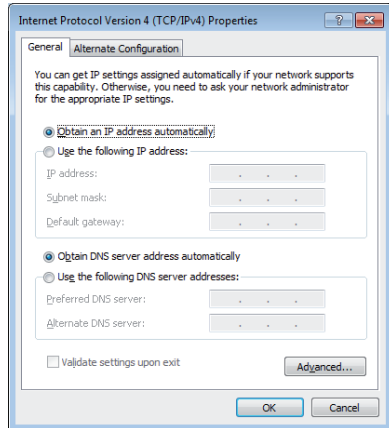 Internet Protocol Version 4 (TCP/IPv4) Properties
General
Alternate Configuration
You can get IP settings assigned automatically if your network supports
this capability. Otherwise, you need to ask your network administrator
for the appropriate IP settings.
Obtain an IP address automatically
Use the following IP address:
IP address:
Subnet mask:
Default gateway:
Obtain DNS server address automatically
Use the following DNS server addresses:
Preferred DNS server:
Alternate DNS server:
Validate settings upon exit
Advanced...
OK
Cancel